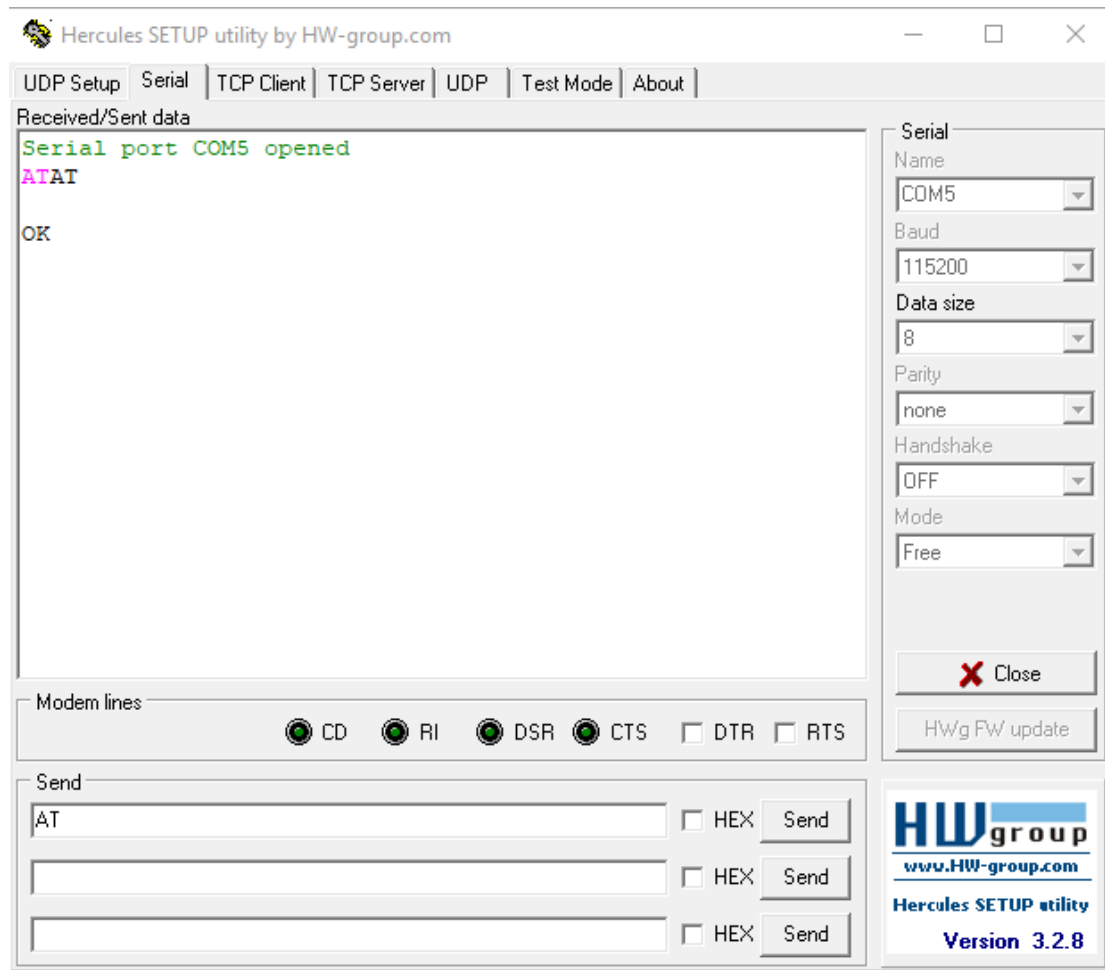 Hercules SETUP utility by HW-group.com
UDP Setup Serial TCP Client TCP Server UDP Test Mode About
Received/Sent data
Serial port COM5 opened
ATAT
OK
Serial
Name
COM5
Baud
115200
Data size
8
Parity
none
Handshake
OFF
Mode
Free
Close
HWg FW update
Modem lines
CD RI DSR CTS DTR RTS
Send
AT HEX Send
HEX Send
HEX Send
HW group
www.HW-group.com
Hercules SETUP utility
Version 3.2.8